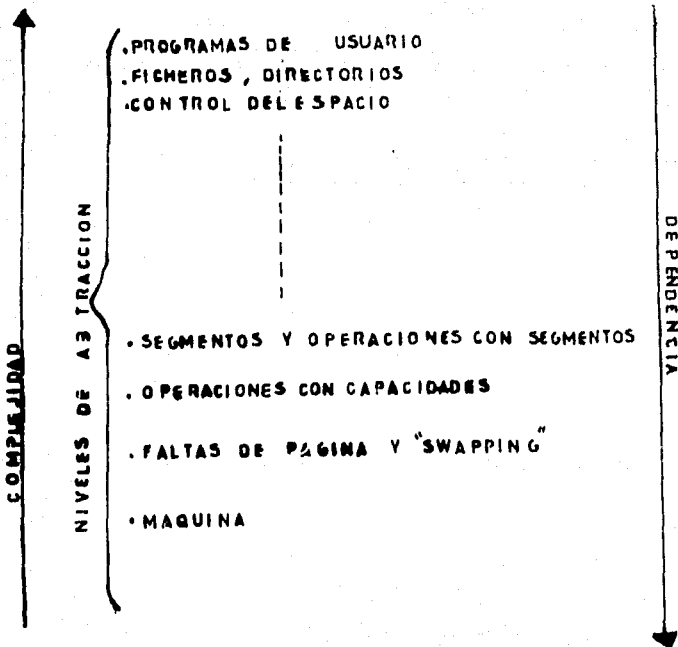 .PROGRAMAS DE USUARIO
.FICHEROS, DIRECTORIOS
.CONTROL DEL ESPACIO
COMPLEJIDAD
NIVELES DE ABTRACCION
DEPENDENCIA
. SEGMENTOS Y OPERACIONES CON SEGMENTOS
. OPERACIONES CON CAPACIDADES
. FALTAS DE PAGINA Y "SWAPPING"
. MAQUINA